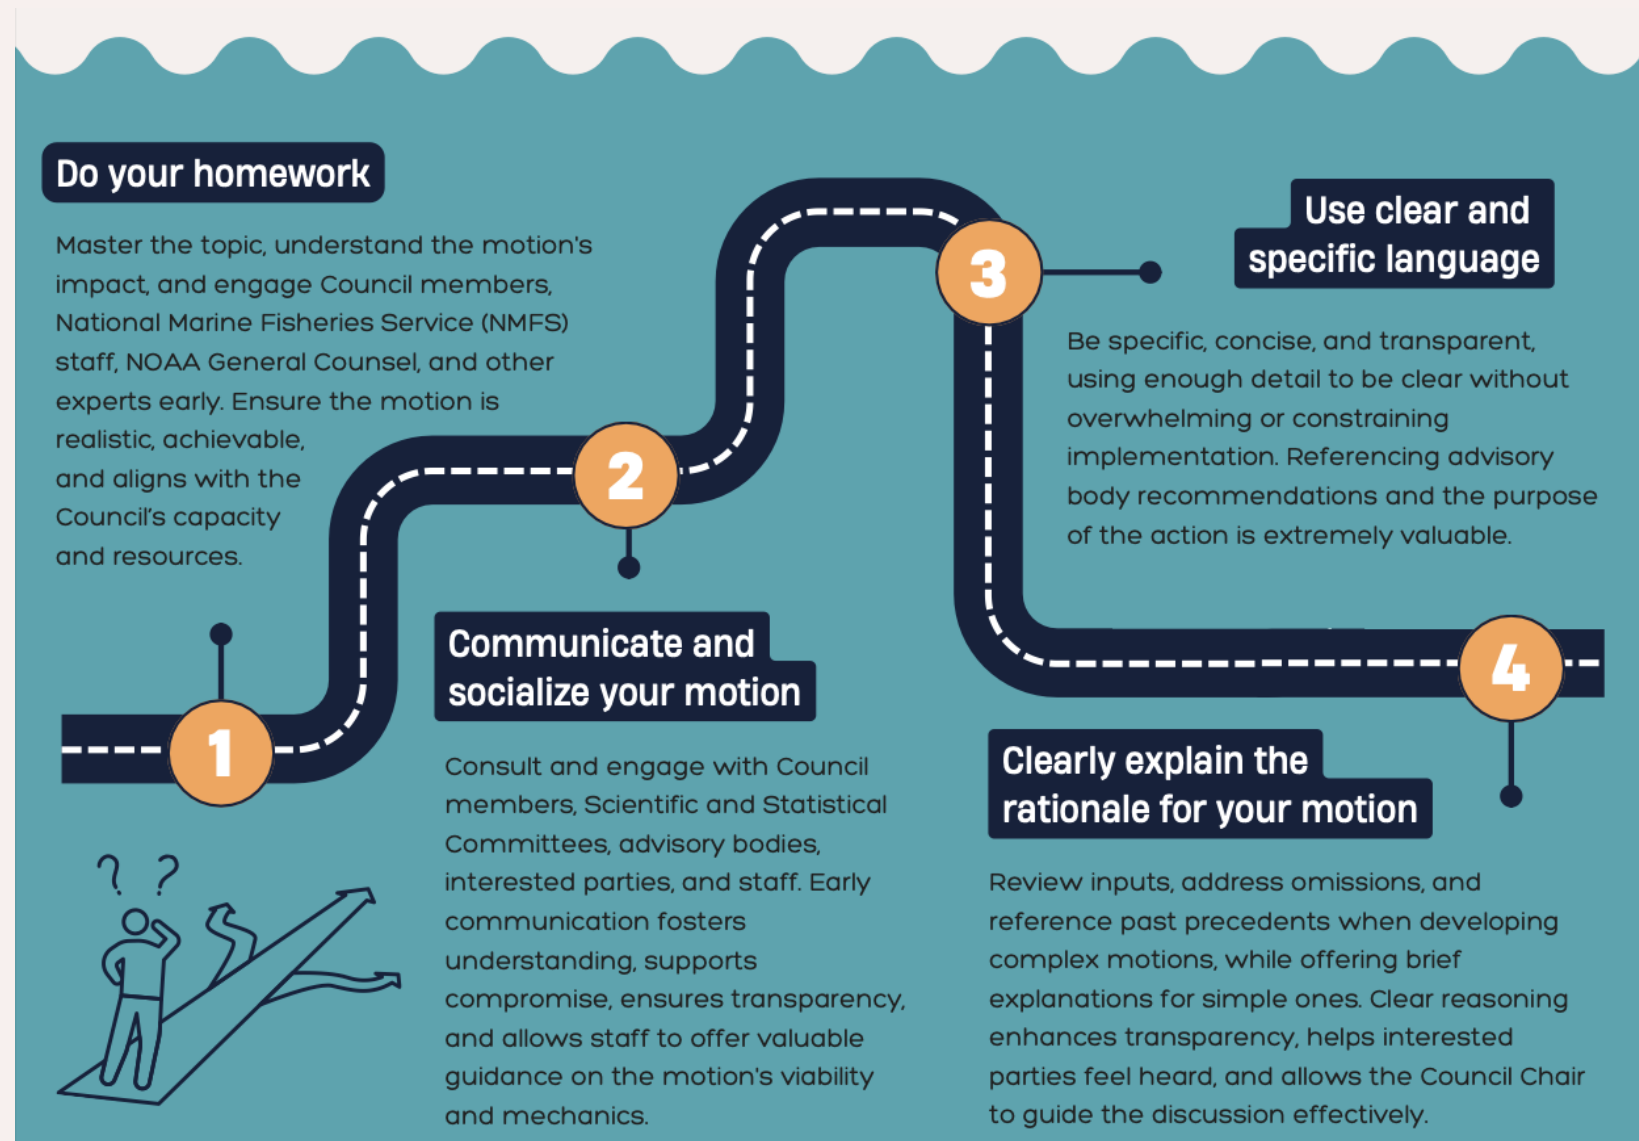 Do your homework
Master the topic, understand the motion's
impact, and engage Council members,
National Marine Fisheries Service (NMFS)
staff, NOAA General Counsel, and other
experts early. Ensure the motion is
realistic, achievable,
and aligns with the
Council's capacity
and resources.
1
2
Communicate and
socialize your motion
Consult and engage with Council
members, Scientific and Statistical
Committees, advisory bodies,
interested parties, and staff. Early
communication fosters
understanding, supports
compromise, ensures transparency,
and allows staff to offer valuable
guidance on the motion's viability
and mechanics.
3
Use clear and
specific language
Be specific, concise, and transparent,
using enough detail to be clear without
overwhelming or constraining
implementation. Referencing advisory
body recommendations and the purpose
of the action is extremely valuable.
4
Clearly explain the
rationale for your motion
Review inputs, address omissions, and
reference past precedents when developing
complex motions, while offering brief
explanations for simple ones. Clear reasoning
enhances transparency, helps interested
parties feel heard, and allows the Council Chair
to guide the discussion effectively.
? ?